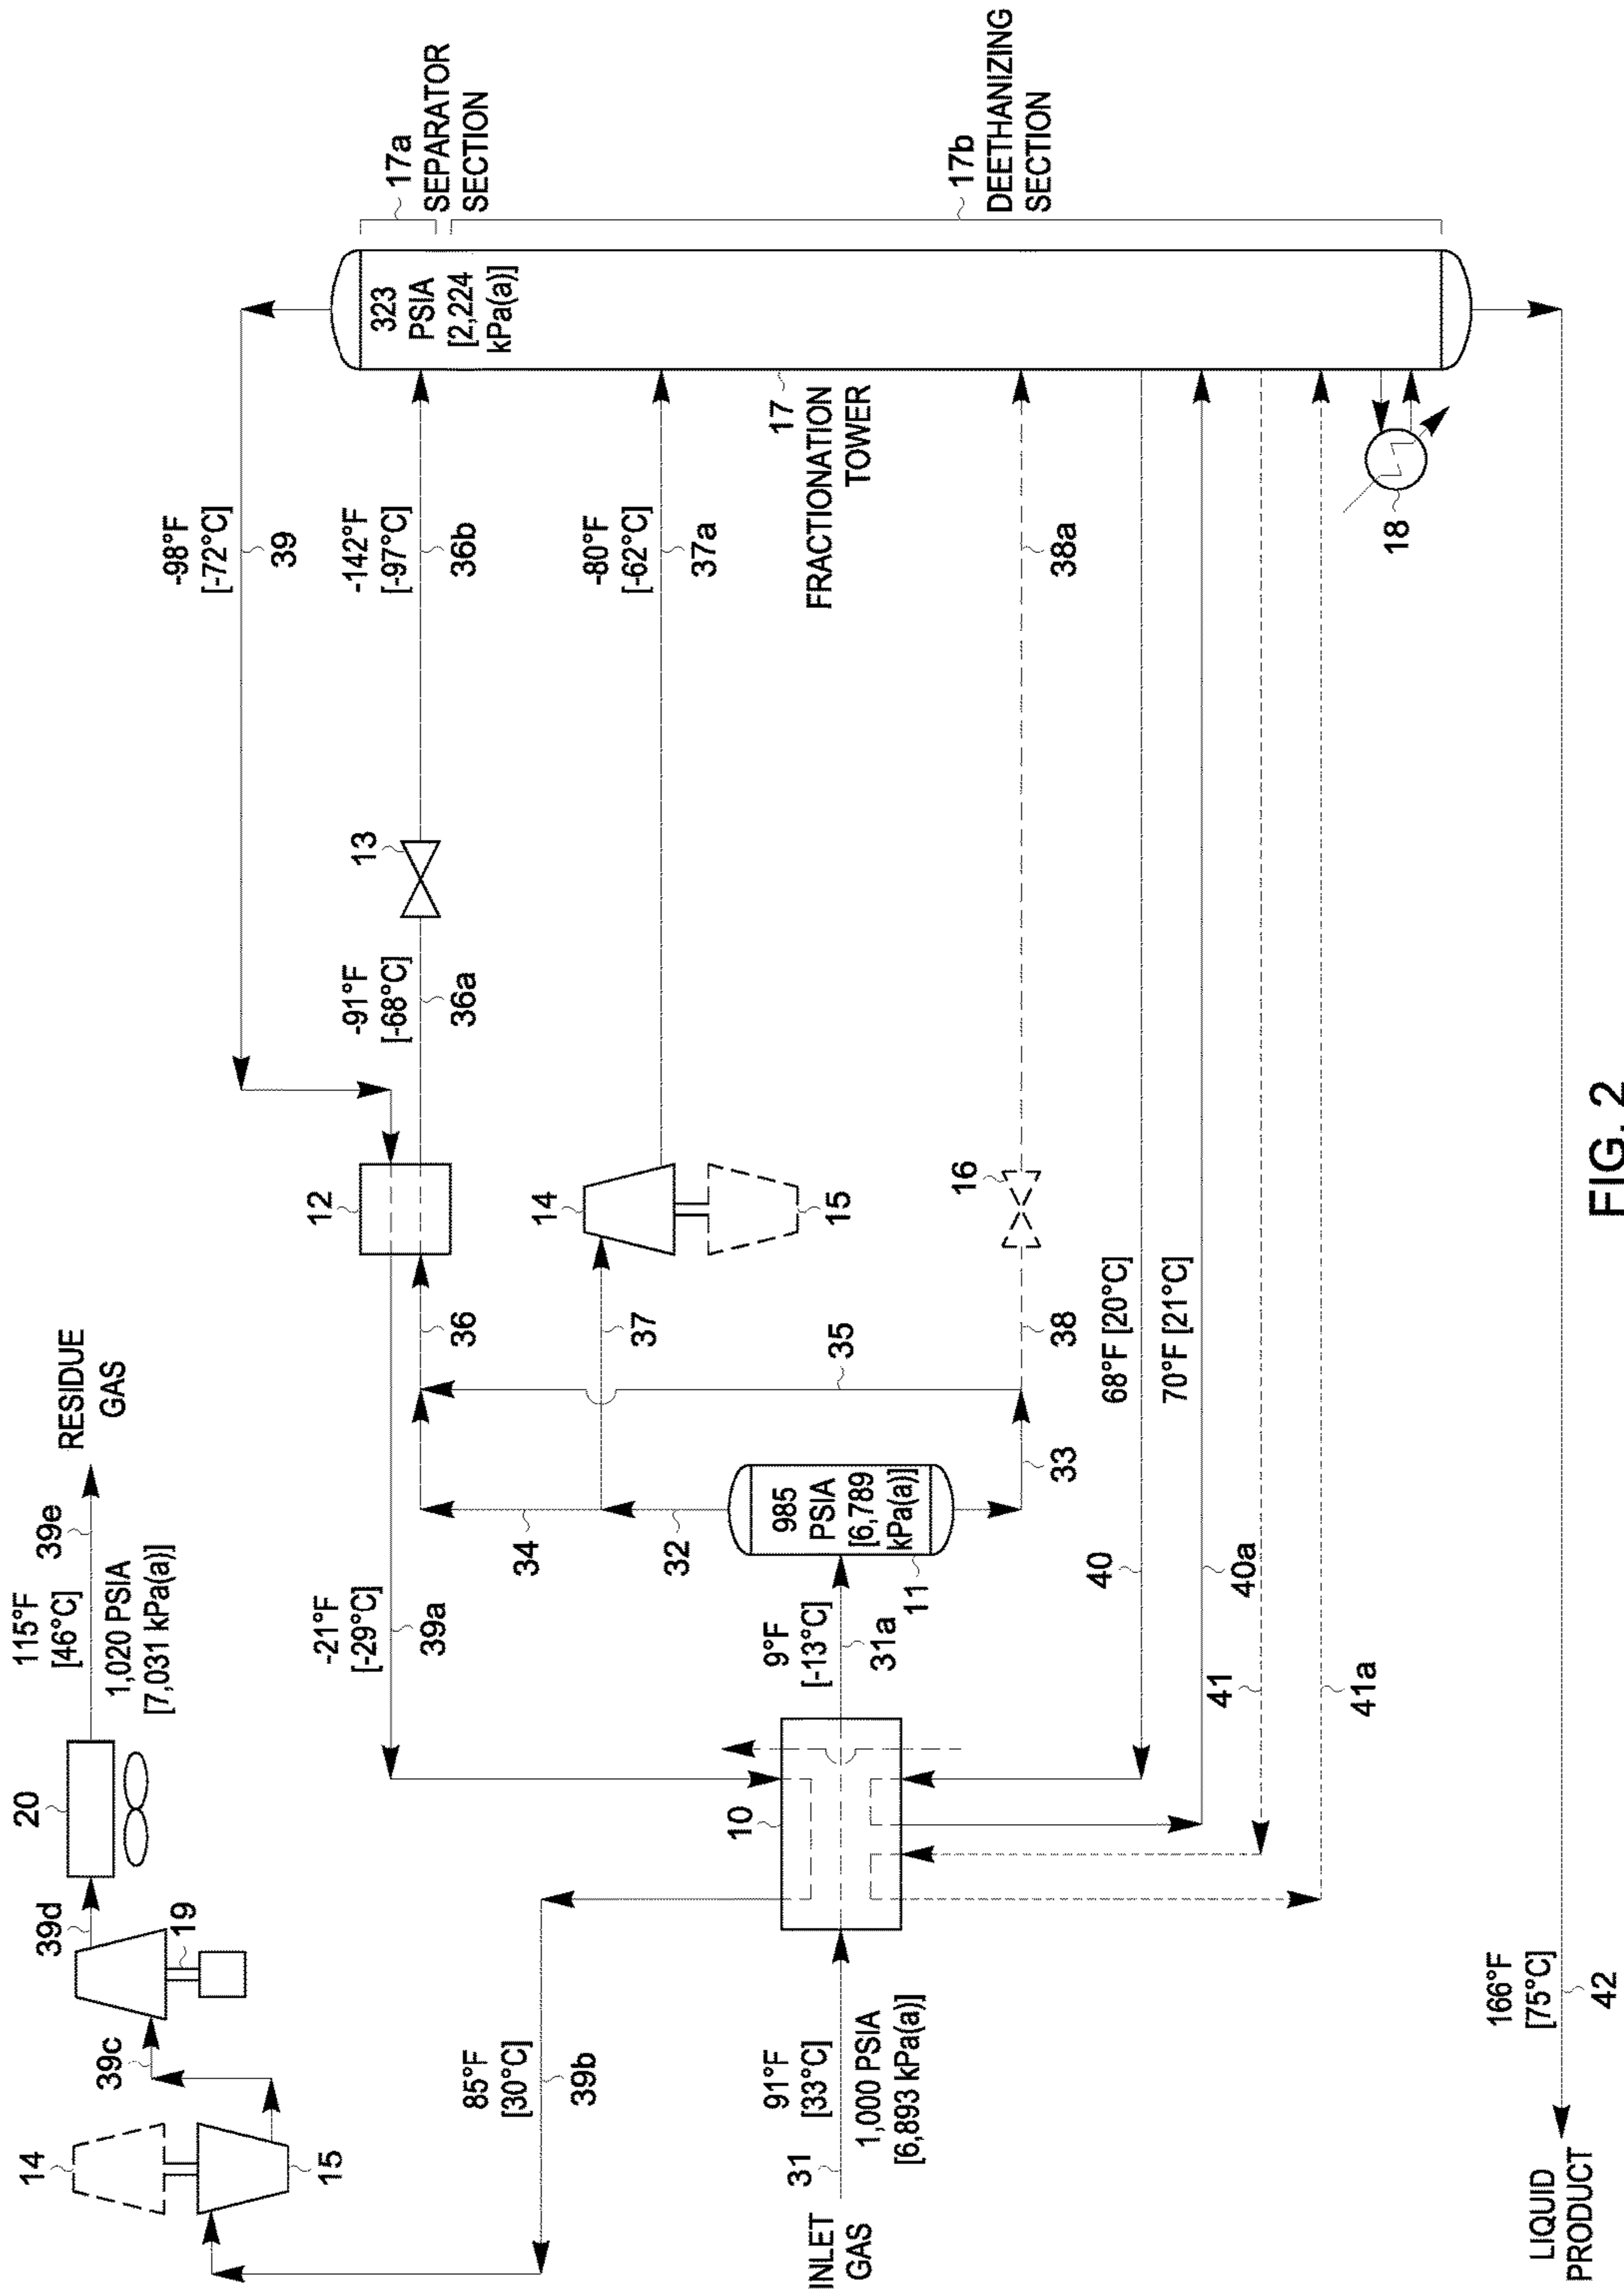 115°F
[46°C]
39e
RESIDUE
GAS
1,020 PSIA
[7,031 kPa(a)]
20
39d
19
39c
14
15
-98°F
[-72°C]
39
-21°F
[-29°C]
39a
12
-91°F
[-68°C]
36a
13
-142°F
[-97°C]
36b
36
17a
SEPARATOR
SECTION
323
PSIA
[2,224
kPa(a)]
85°F
[30°C]
39b
34
37
14
15
-80°F
[-62°C]
37a
32
35
17
FRACTIONATION
TOWER
INLET
GAS
31
91°F
[33°C]
1,000 PSIA
[6,893 kPa(a)]
10
9°F
[-13°C]
31a
11
985
PSIA
[6,789
kPa(a)]
33
38
16
38a
17b
DEETHANIZING
SECTION
40
68°F [20°C]
40a
70°F [21°C]
41
41a
18
LIQUID
PRODUCT
166°F
[75°C]
42
FIG. 2